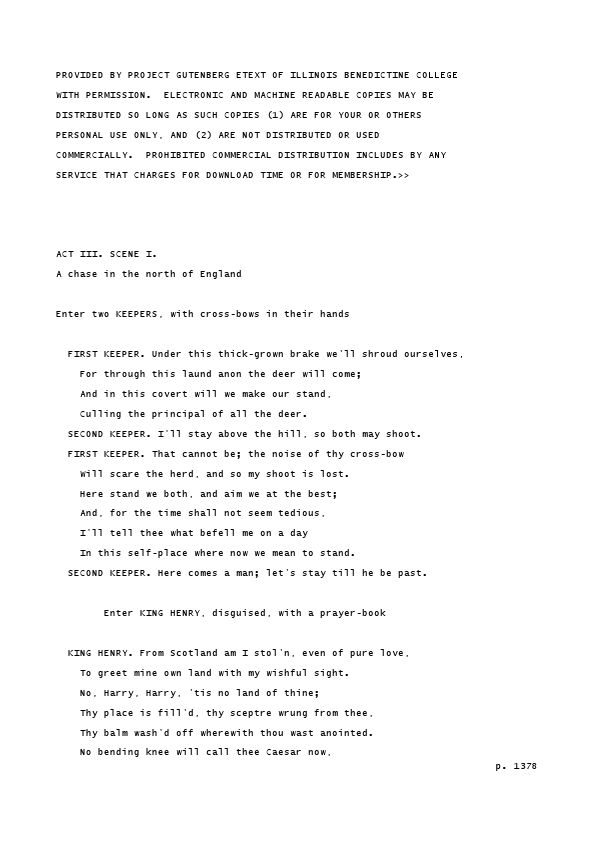 PROVIDED BY PROJECT GUTENBERG ETEXT OF ILLINOIS BENEDICTINE COLLEGE
WITH PERMISSION.  ELECTRONIC AND MACHINE READABLE COPIES MAY BE
DISTRIBUTED SO LONG AS SUCH COPIES (1) ARE FOR YOUR OR OTHERS
PERSONAL USE ONLY, AND (2) ARE NOT DISTRIBUTED OR USED
COMMERCIALLY.  PROHIBITED COMMERCIAL DISTRIBUTION INCLUDES BY ANY
SERVICE THAT CHARGES FOR DOWNLOAD TIME OR FOR MEMBERSHIP.>>
ACT III. SCENE I.
A chase in the north of England
Enter two KEEPERS, with cross-bows in their hands
FIRST KEEPER. Under this thick-grown brake we'll shroud ourselves,
For through this laund anon the deer will come;
And in this covert will we make our stand,
Culling the principal of all the deer.
SECOND KEEPER. I'll stay above the hill, so both may shoot.
FIRST KEEPER. That cannot be; the noise of thy cross-bow
Will scare the herd, and so my shoot is lost.
Here stand we both, and aim we at the best;
And, for the time shall not seem tedious,
I'll tell thee what befell me on a day
In this self-place where now we mean to stand.
SECOND KEEPER. Here comes a man; let's stay till he be past.
Enter KING HENRY, disguised, with a prayer-book
KING HENRY. From Scotland am I stol'n, even of pure love,
To greet mine own land with my wishful sight.
No, Harry, Harry, 'tis no land of thine;
Thy place is fill'd, thy sceptre wrung from thee,
Thy balm wash'd off wherewith thou wast anointed.
No bending knee will call thee Caesar now,
p. 1378